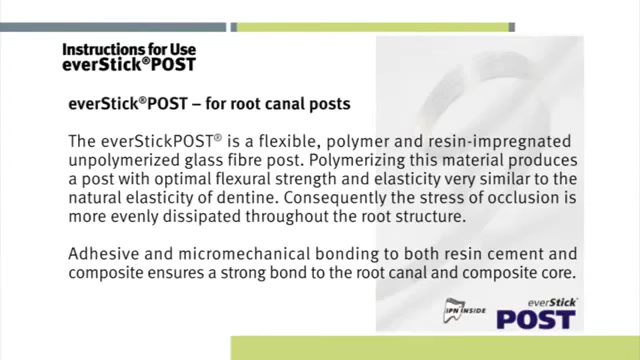 Instructions for Use
everStick®POST
everStick®POST – for root canal posts
The everStickPOST® is a flexible, polymer and resin-impregnated
unpolymerized glass fibre post. Polymerizing this material produces
a post with optimal flexural strength and elasticity very similar to the
natural elasticity of dentine. Consequently the stress of occlusion is
more evenly dissipated throughout the root structure.
Adhesive and micromechanical bonding to both resin cement and
composite ensures a strong bond to the root canal and composite core.
IPN INSIDE
everStick®
POST